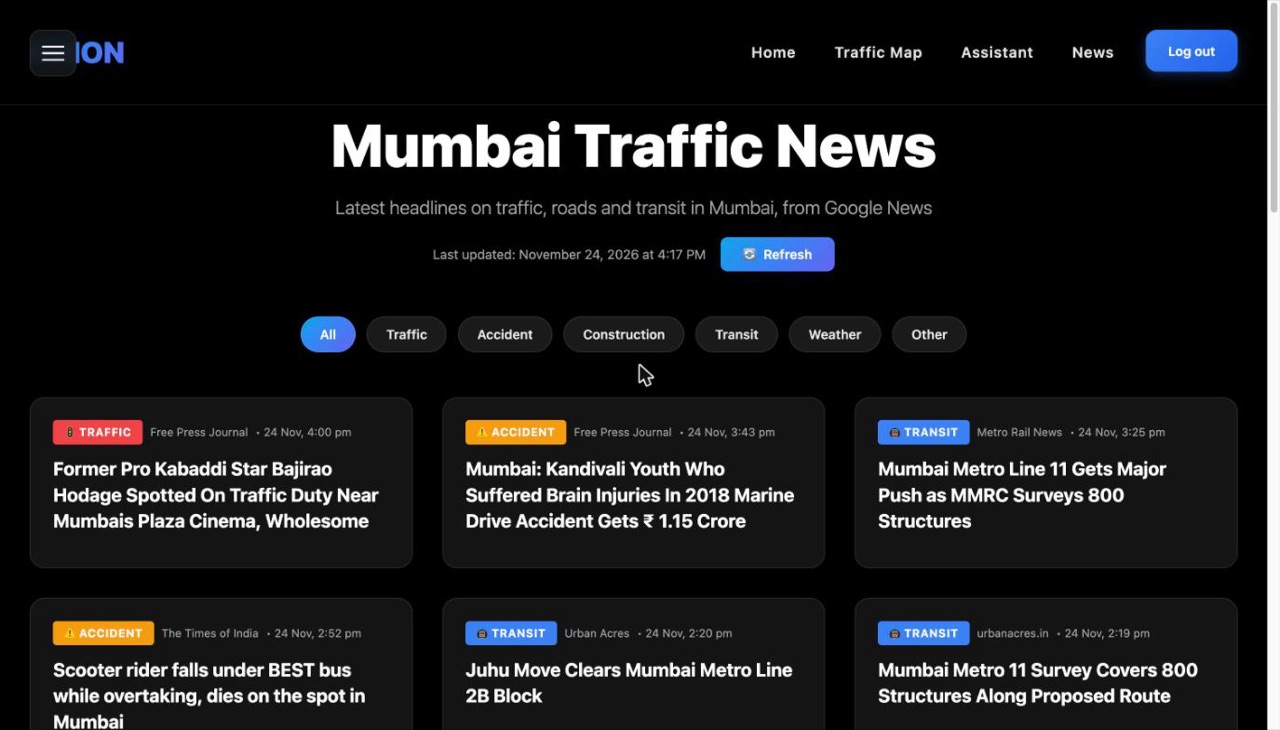 ION
Home
Traffic Map
Assistant
News
Log out
Mumbai Traffic News
Latest headlines on traffic, roads and transit in Mumbai, from Google News
Last updated: November 24, 2026 at 4:17 PM
Refresh
All
Traffic
Accident
Construction
Transit
Weather
Other
TRAFFIC Free Press Journal • 24 Nov, 4:00 pm
Former Pro Kabaddi Star Bajirao
Hodage Spotted On Traffic Duty Near
Mumbais Plaza Cinema, Wholesome
ACCIDENT Free Press Journal • 24 Nov, 3:43 pm
Mumbai: Kandivali Youth Who
Suffered Brain Injuries In 2018 Marine
Drive Accident Gets ₹ 1.15 Crore
TRANSIT Metro Rail News • 24 Nov, 3:25 pm
Mumbai Metro Line 11 Gets Major
Push as MMRC Surveys 800
Structures
ACCIDENT The Times of India • 24 Nov, 2:52 pm
Scooter rider falls under BEST bus
while overtaking, dies on the spot in
Mumbai
TRANSIT Urban Acres • 24 Nov, 2:20 pm
Juhu Move Clears Mumbai Metro Line
2B Block
TRANSIT urbanacres.in • 24 Nov, 2:19 pm
Mumbai Metro 11 Survey Covers 800
Structures Along Proposed Route